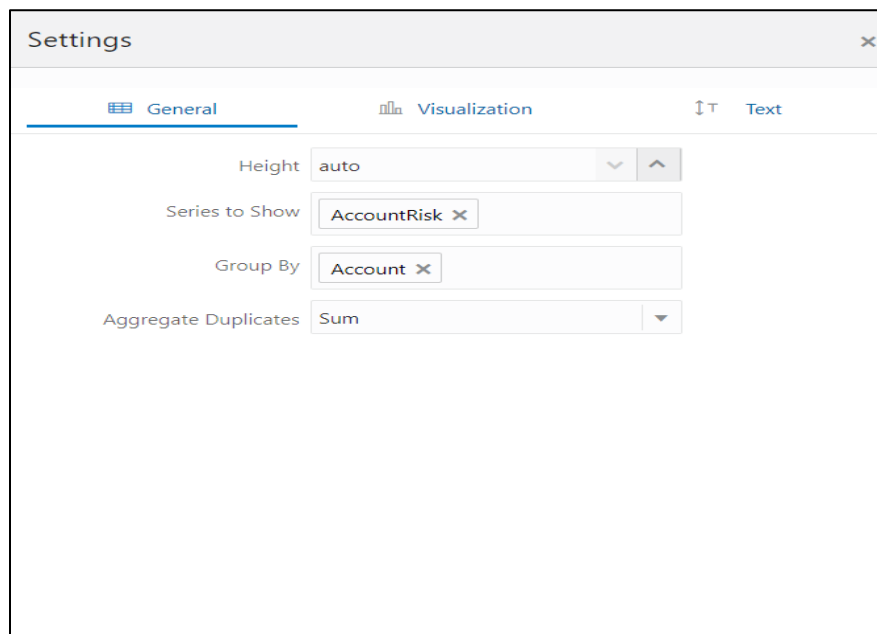 Settings
General Visualization Text
Height auto
Series to Show AccountRisk
Group By Account
Aggregate Duplicates Sum